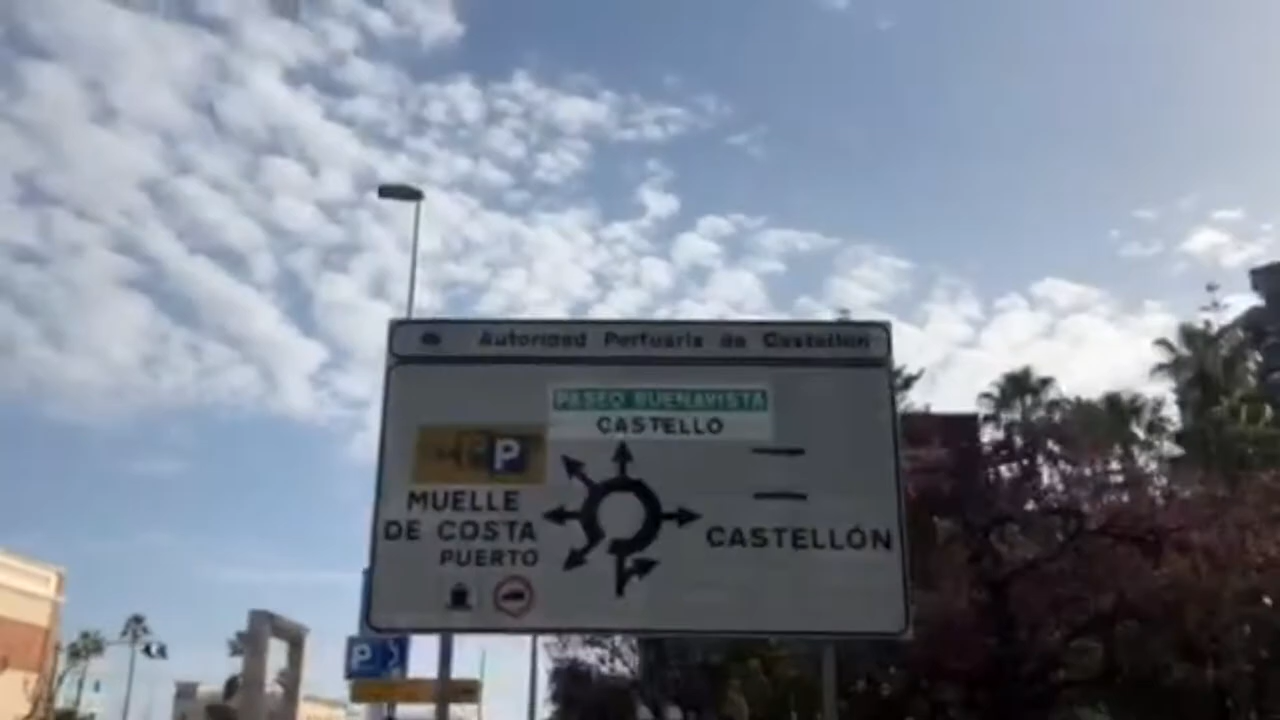 Autoridad Portuaria de Castellón
PASEO BUENAVISTA
CASTELLO
P
MUELLE
DE COSTA
PUERTO
CASTELLÓN
P